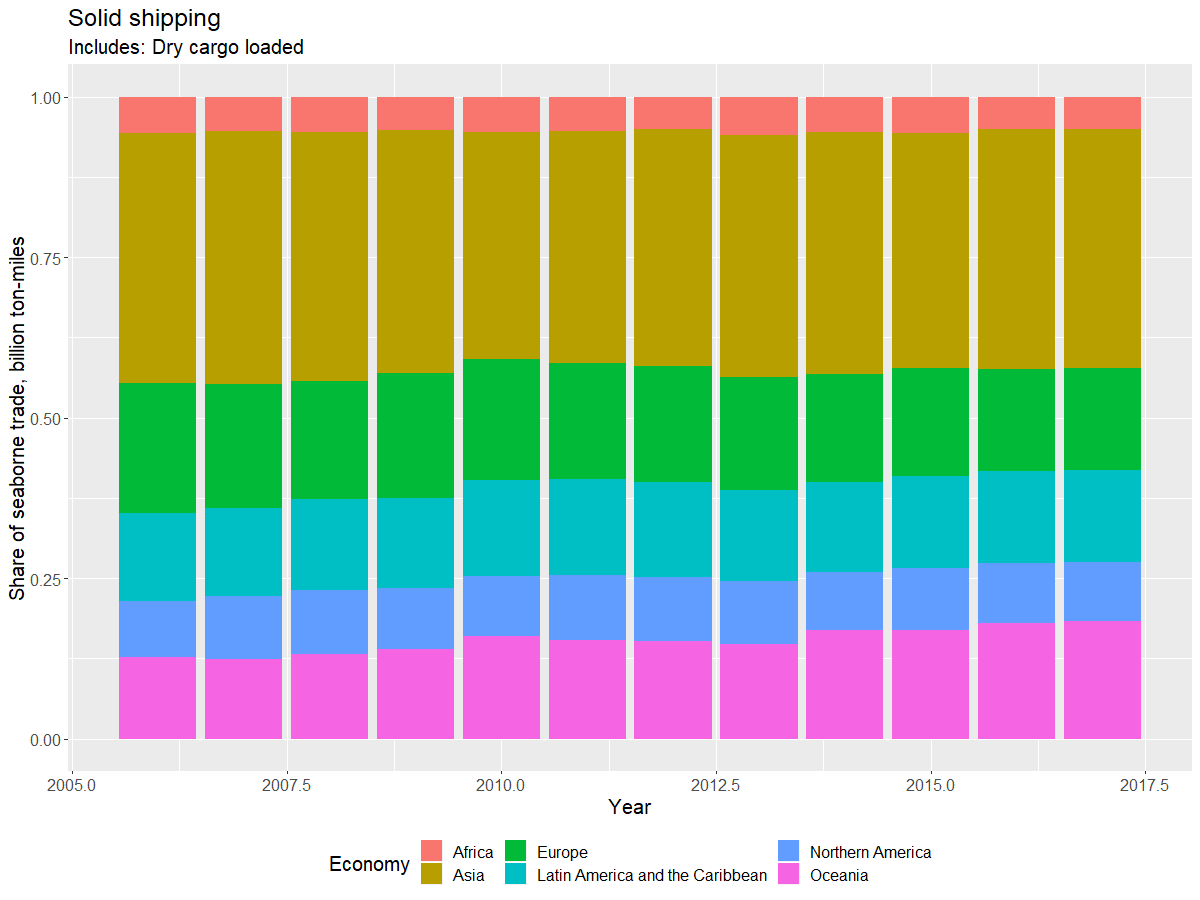 Solid shipping
Includes: Dry cargo loaded
Share of seaborne trade, billion ton-miles
1.00
0.75
0.50
0.25
0.00
2005.0 2007.5 2010.0 2012.5 2015.0 2017.5
Year
Economy
Africa Europe Northern America
Asia Latin America and the Caribbean Oceania